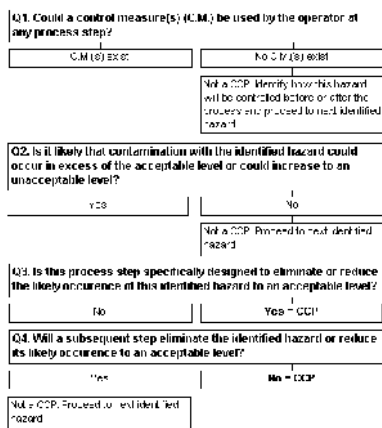 Q1. Could a control measure(s) (C.M.) be used by the operator at
any process step?
C.M.(s) exist
No C.M.(s) exist
Not a CCP. Identify how this hazard
will be controlled before or after the
process and proceed to next identified
hazard
Q2. Is it likely that contamination with the identified hazard could
occur in excess of the acceptable level or could increase to an
unacceptable level?
Yes
No
Not a CCP. Proceed to next identified
hazard
Q3. Is this process step specifically designed to eliminate or reduce
the likely occurence of this identified hazard to an acceptable level?
No
Yes = CCP
Q4. Will a subsequent step eliminate the identified hazard or reduce
its likely occurence to an acceptable level?
Yes
No = CCP
Not a CCP. Proceed to next identified
hazard